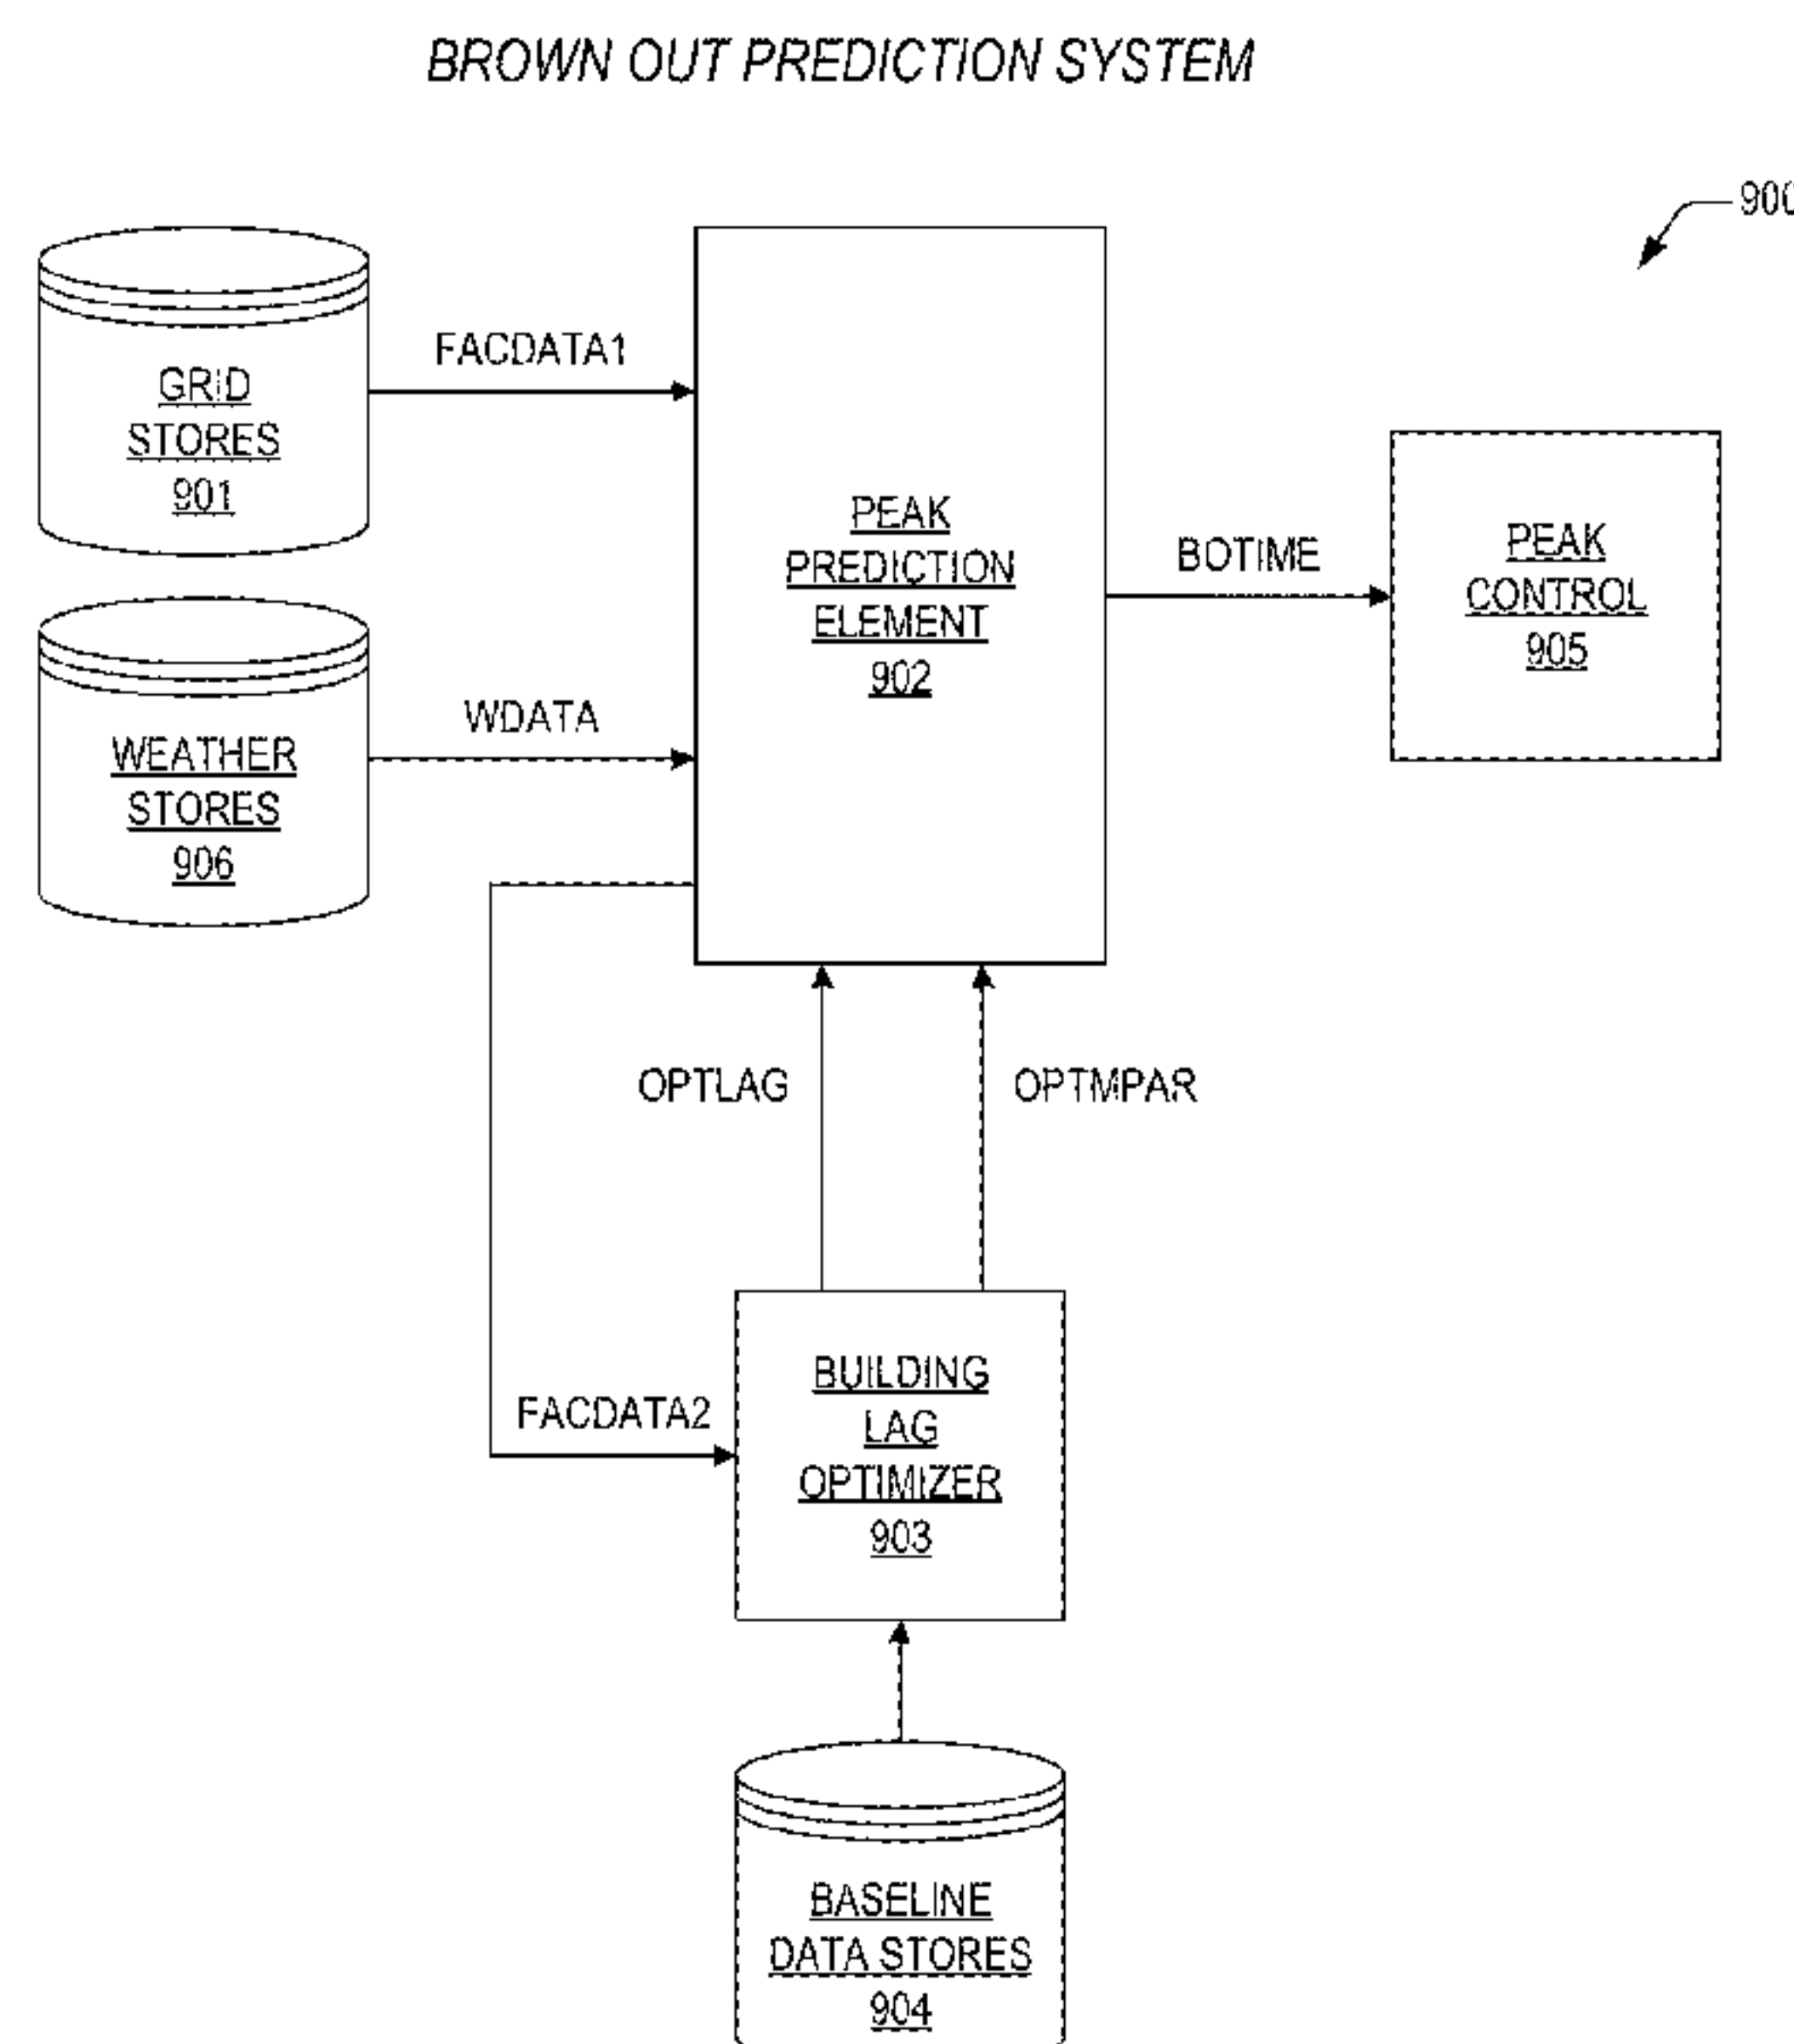 BROWN OUT PREDICTION SYSTEM
900
GRID
STORES
901
FACDATA1
PEAK
PREDICTION
ELEMENT
902
BOTIME
PEAK
CONTROL
905
WEATHER
STORES
906
WDATA
OPTLAG
OPTMPAR
FACDATA2
BUILDING
LAG
OPTIMIZER
903
BASELINE
DATA STORES
904